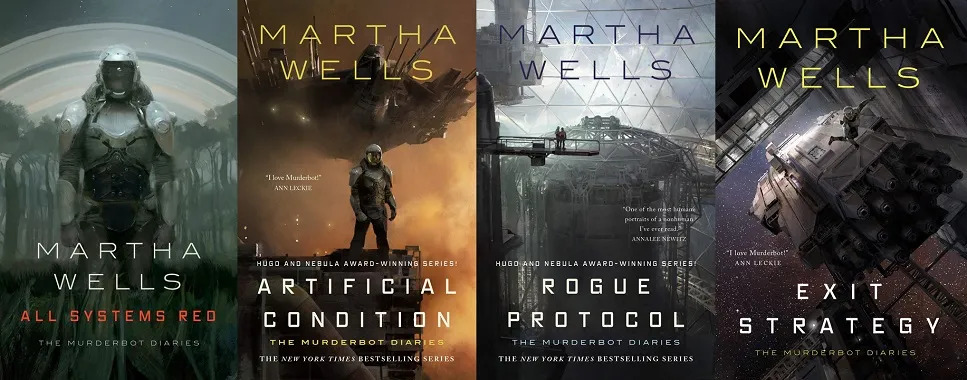 MARTHA
WELLS
ALL SYSTEMS RED
THE MURDERBOT DIARIES
MARTHA
WELLS
"I love Murderbot!"
ANN LECKIE
HUGO AND NEBULA AWARD-WINNING SERIES!
ARTIFICIAL
CONDITION
THE MURDERBOT DIARIES
THE NEW YORK TIMES BESTSELLING SERIES
MARTHA
WELLS
"One of the most humane
portraits of a nonhuman
I've ever read."
ANNALEE NEWITZ
HUGO AND NEBULA AWARD-WINNING SERIES!
ROGUE
PROTOCOL
THE MURDERBOT DIARIES
THE NEW YORK TIMES BESTSELLING SERIES
MARTHA
WELLS
"I love Murderbot!"
ANN LECKIE
EXIT
STRATEGY
THE MURDERBOT DIARIES